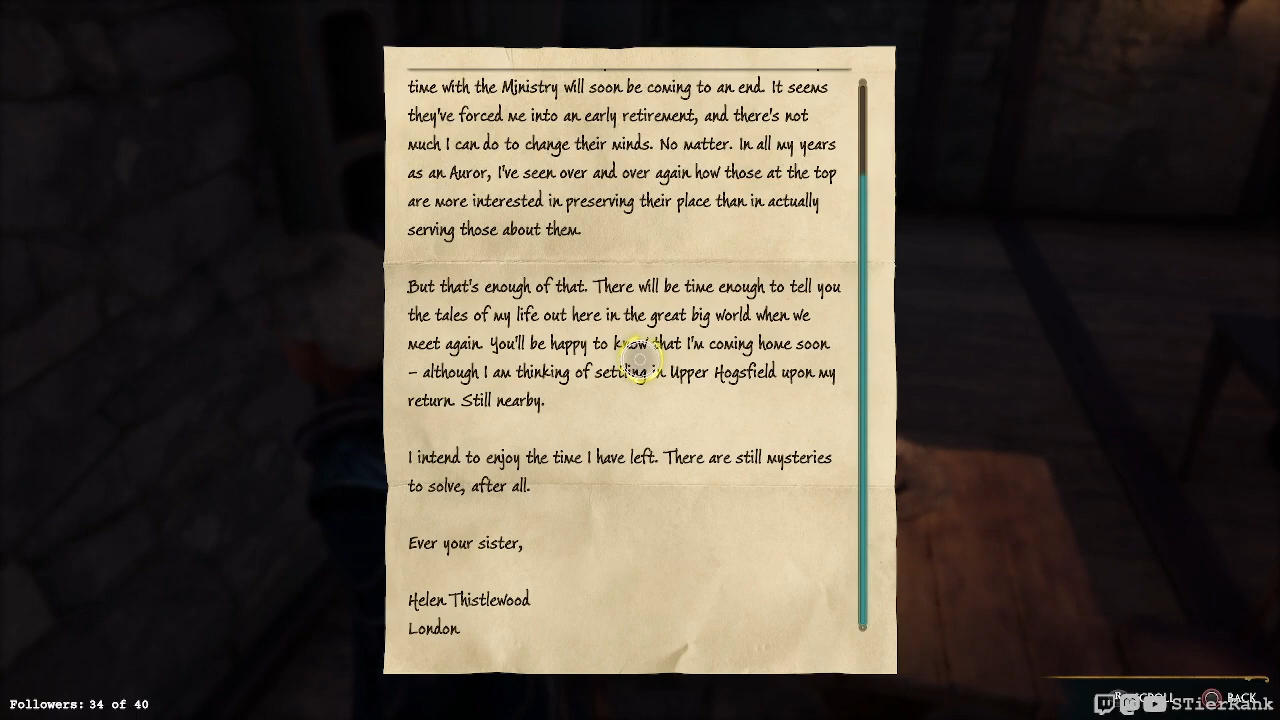 time with the Ministry will soon be coming to an end. It seems
they've forced me into an early retirement, and there's not
much I can do to change their minds. No matter. In all my years
as an Auror, I've seen over and over again how those at the top
are more interested in preserving their place than in actually
serving those about them.
But that's enough of that. There will be time enough to tell you
the tales of my life out here in the great big world when we
meet again. You'll be happy to know that I'm coming home soon
– although I am thinking of settling in Upper Hogsfield upon my
return. Still nearby.
I intend to enjoy the time I have left. There are still mysteries
to solve, after all.
Ever your sister,
Helen Thistlewood
London
Followers: 34 of 40
R SCROLL BACK
STierRank